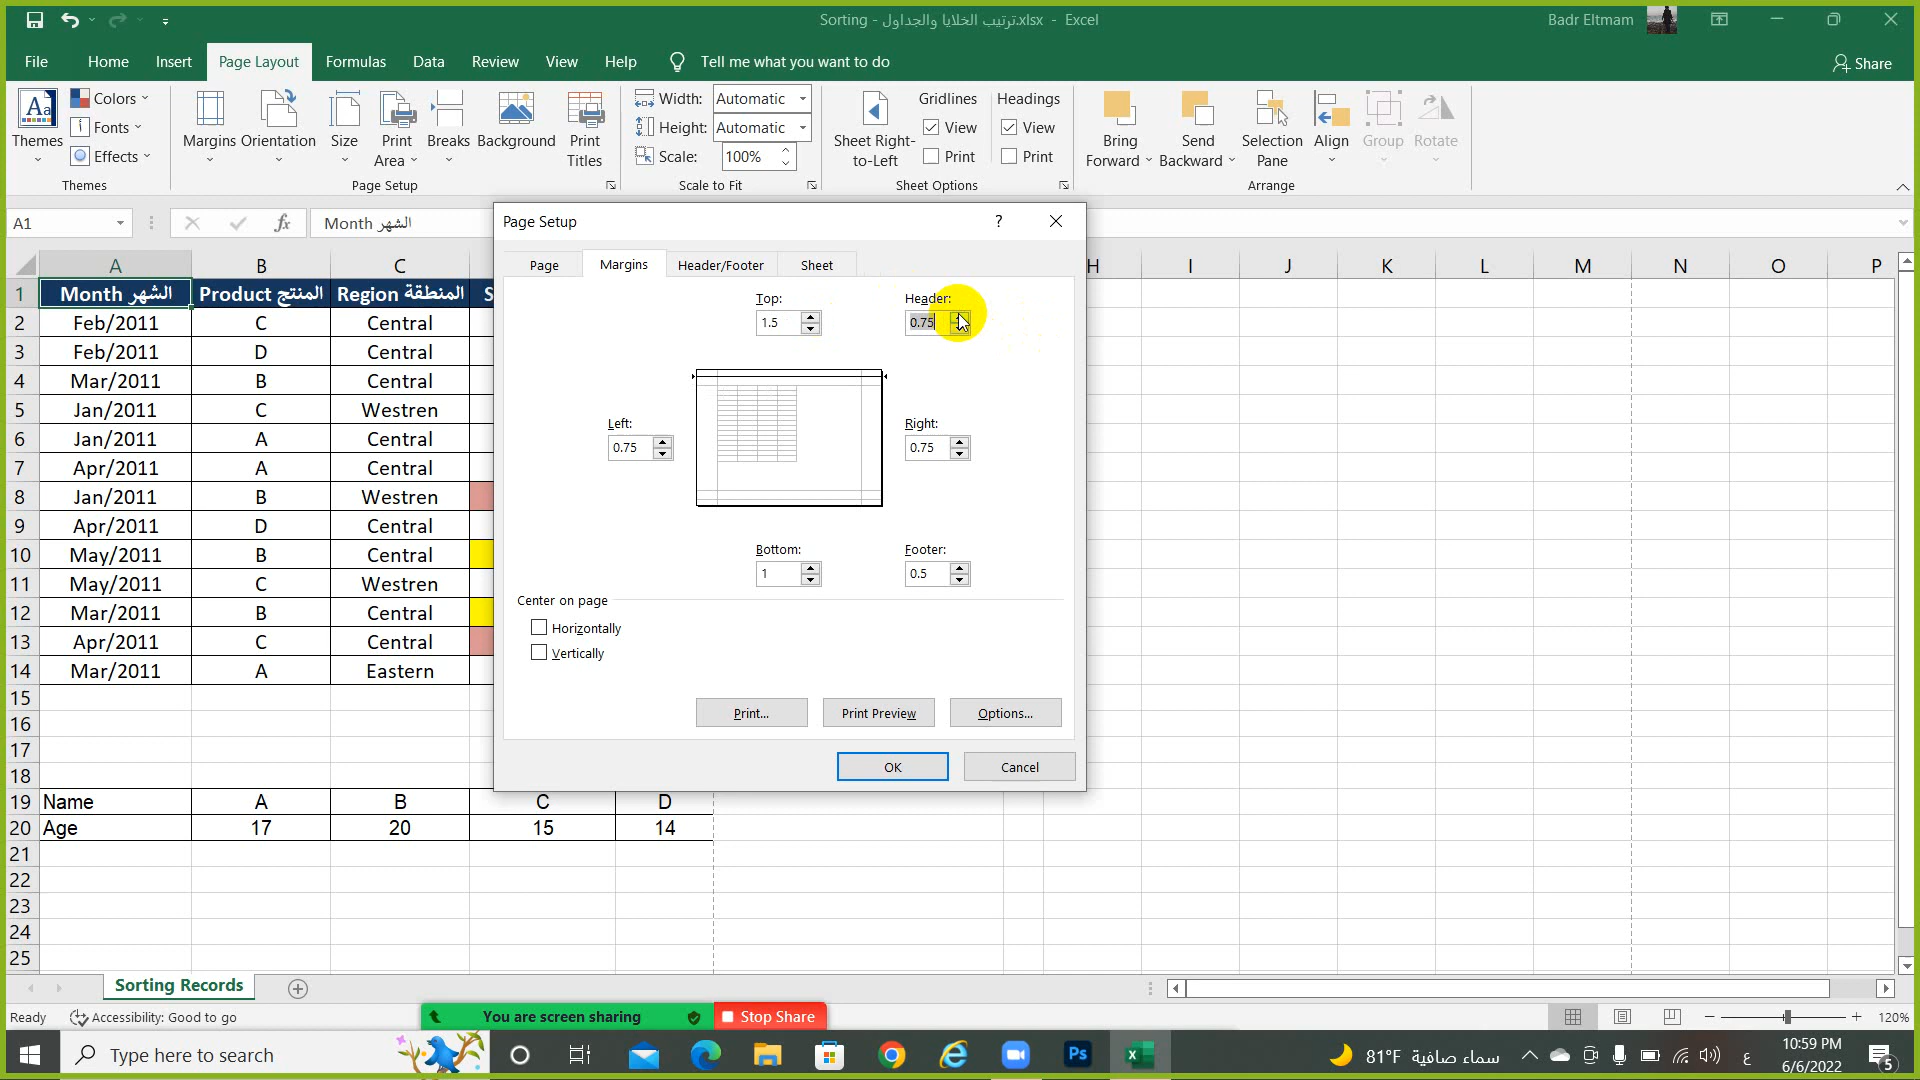 Sorting - ترتيب الخلايا والجداول.xlsx - Excel
Badr Eltmam
File Home Insert Page Layout Formulas Data Review View Help Tell me what you want to do Share
Themes Colors Fonts Effects
Margins Orientation Size Print Area Breaks Background Print Titles
Width: Automatic
Height: Automatic
Scale: 100%
Sheet Right-to-Left
Gridlines View Print
Headings View Print
Bring Forward Send Backward Selection Pane Align Group Rotate
Themes Page Setup Scale to Fit Sheet Options Arrange
A1 fx Month الشهر
Page Setup ?
Page Margins Header/Footer Sheet
Top: Header:
1.5 0.75
Left: Right:
0.75 0.75
Bottom: Footer:
1 0.5
Center on page
Horizontally
Vertically
Print... Print Preview Options...
OK Cancel
A B C H I J K L M N O P
1 Month الشهر Product المنتج Region المنطقة S
2 Feb/2011 C Central
3 Feb/2011 D Central
4 Mar/2011 B Central
5 Jan/2011 C Westren
6 Jan/2011 A Central
7 Apr/2011 A Central
8 Jan/2011 B Westren
9 Apr/2011 D Central
10 May/2011 B Central
11 May/2011 C Westren
12 Mar/2011 B Central
13 Apr/2011 C Central
14 Mar/2011 A Eastern
15
16
17
18
19 Name A B C D
20 Age 17 20 15 14
21
22
23
24
25
Sorting Records
Ready Accessibility: Good to go You are screen sharing Stop Share 120%
Type here to search Ps 81°F سماء صافية ع 10:59 PM
6/6/2022 5